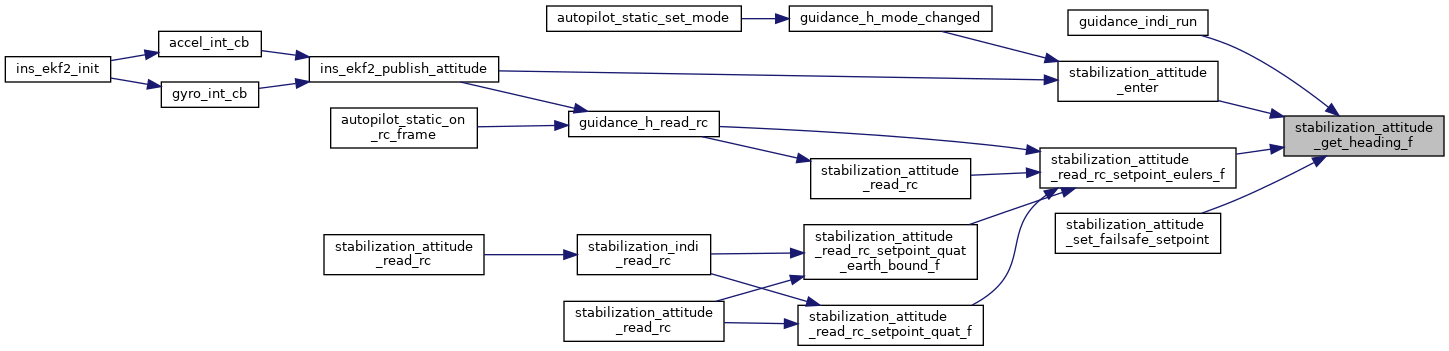 autopilot_static_set_mode
guidance_h_mode_changed
guidance_indi_run
accel_int_cb
ins_ekf2_init
ins_ekf2_publish_attitude
gyro_int_cb
stabilization_attitude
_enter
autopilot_static_on
_rc_frame
guidance_h_read_rc
stabilization_attitude
_get_heading_f
stabilization_attitude
_read_rc
stabilization_attitude
_read_rc_setpoint_eulers_f
stabilization_attitude
_set_failsafe_setpoint
stabilization_attitude
_read_rc
stabilization_indi
_read_rc
stabilization_attitude
_read_rc_setpoint_quat
_earth_bound_f
stabilization_attitude
_read_rc
stabilization_attitude
_read_rc_setpoint_quat_f